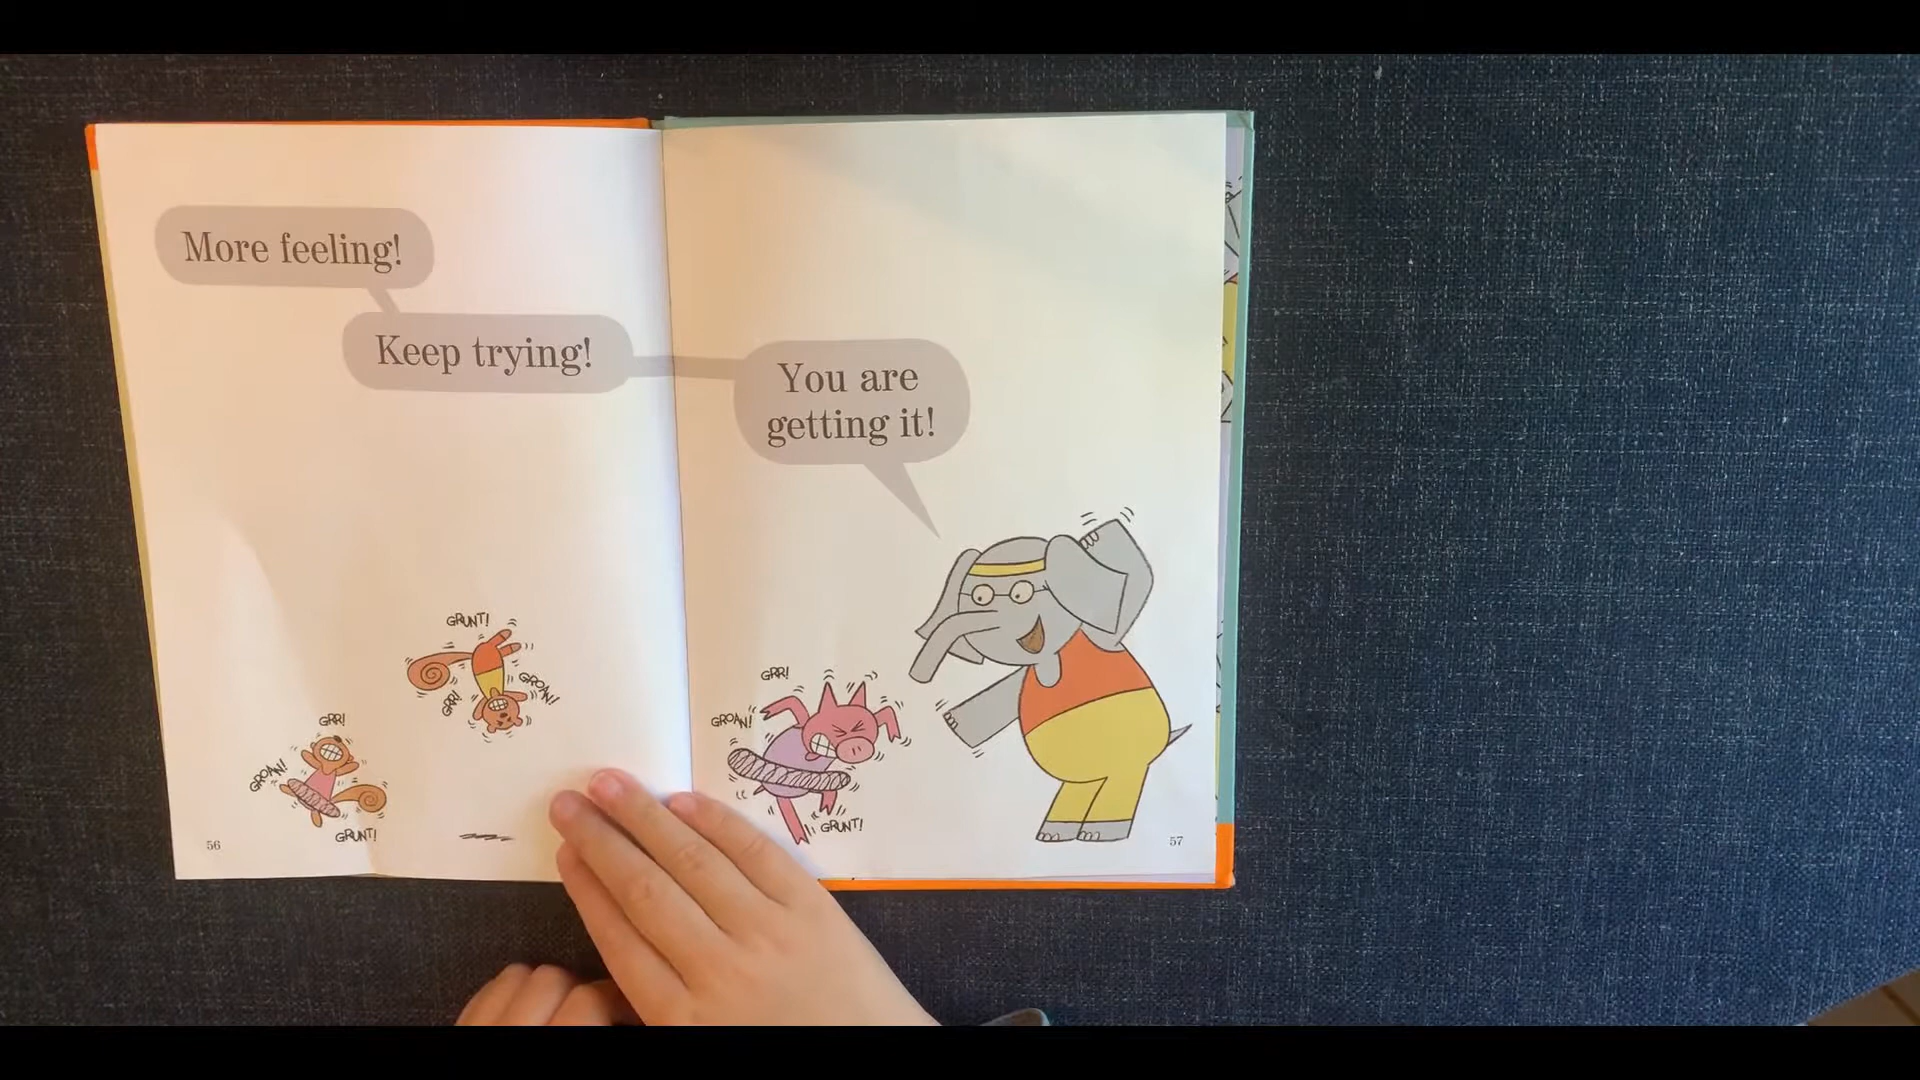 More feeling!
Keep trying!
GRUNT!
GRR!
GROAN!
GRR!
GROAN!
GRUNT!
56
You are
getting it!
GRR!
GROAN!
GRUNT!
57